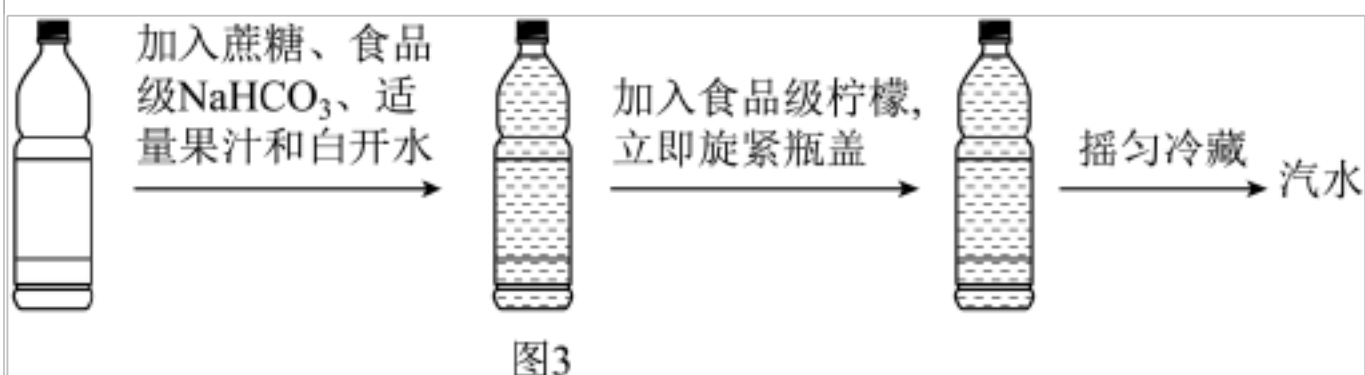 加入蔗糖、食品
级NaHCO₃、适
量果汁和白开水
加入食品级柠檬,
立即旋紧瓶盖
摇匀冷藏
汽水
图3